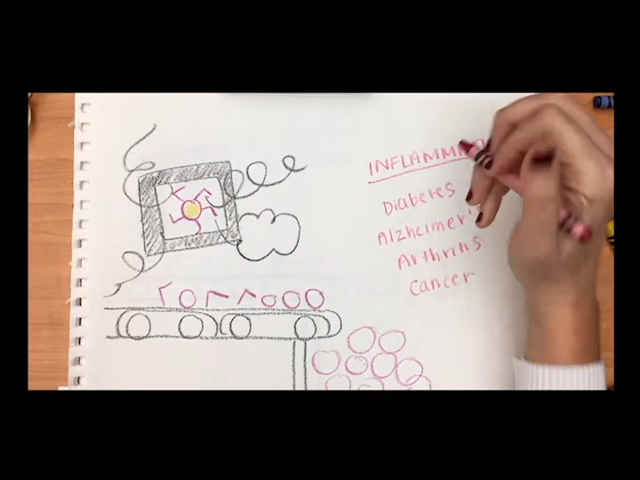 INFLAMM
Diabetes
Alzheimer's
Arthritis
Cancer